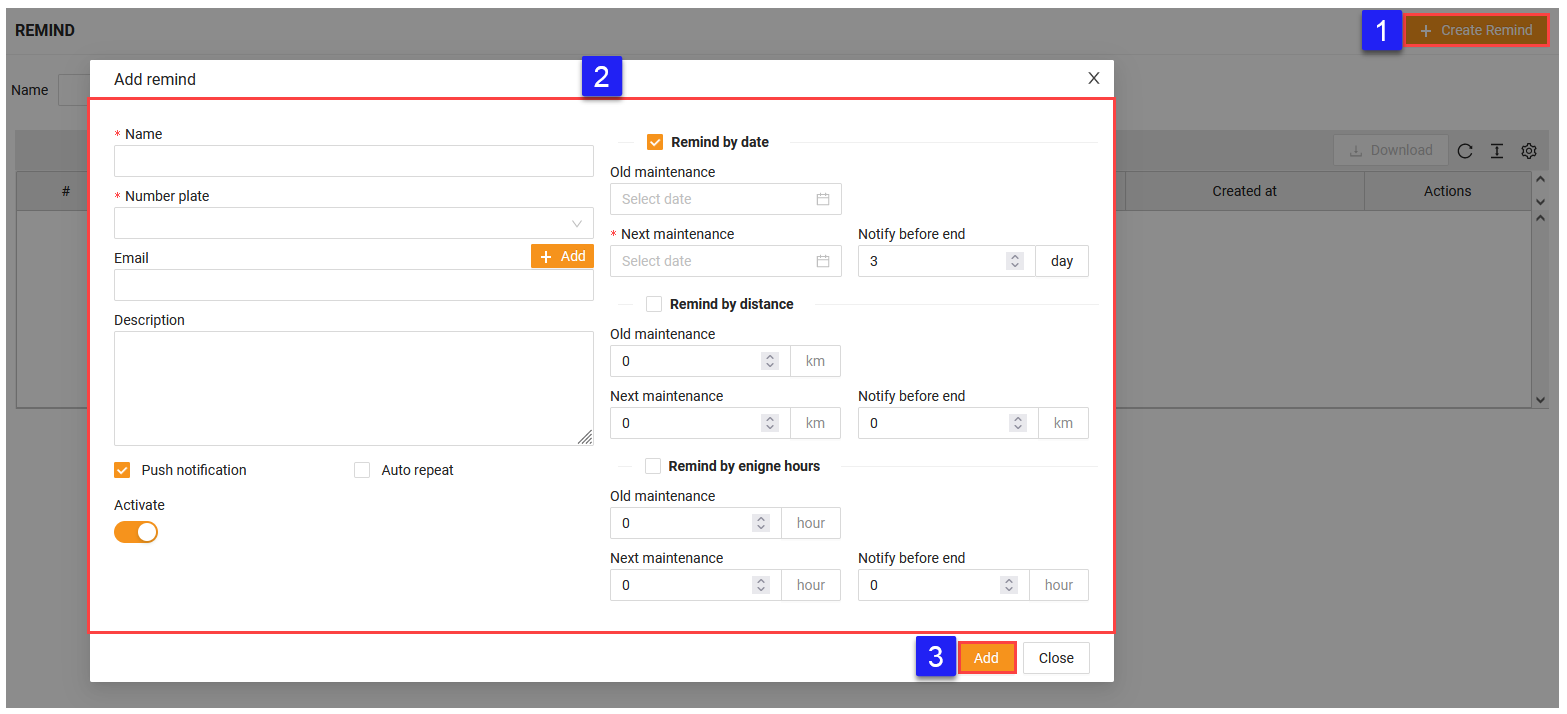 REMIND
1
+ Create Remind
Name
Add remind
2
X
* Name
* Number plate
Email
+ Add
Description
Push notification
Auto repeat
Activate
Remind by date
Old maintenance
Select date
* Next maintenance
Notify before end
Select date
3 day
Remind by distance
Old maintenance
0 km
Next maintenance
Notify before end
0 km
0 km
Remind by enigne hours
Old maintenance
0 hour
Next maintenance
Notify before end
0 hour
0 hour
3
Add
Close
Download
#
Created at
Actions